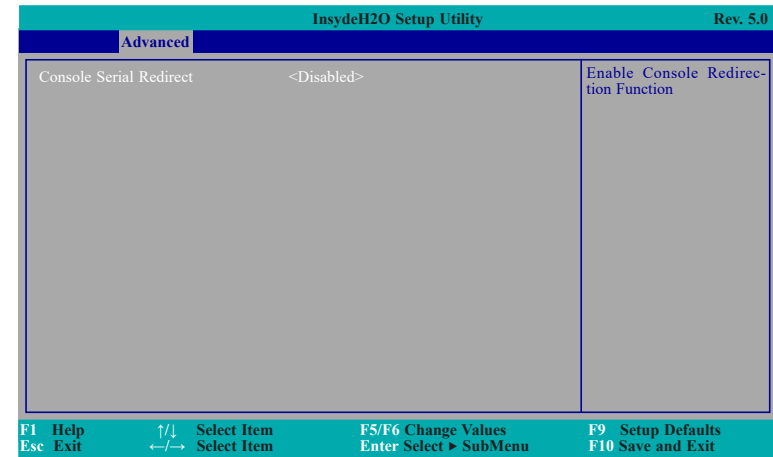 InsydeH2O Setup Utility Rev. 5.0
Advanced
Console Serial Redirect <Disabled>
Enable Console Redirec-
tion Function
F1 Help ↑/↓ Select Item F5/F6 Change Values F9 Setup Defaults
Esc Exit ←/→ Select Item Enter Select ► SubMenu F10 Save and Exit